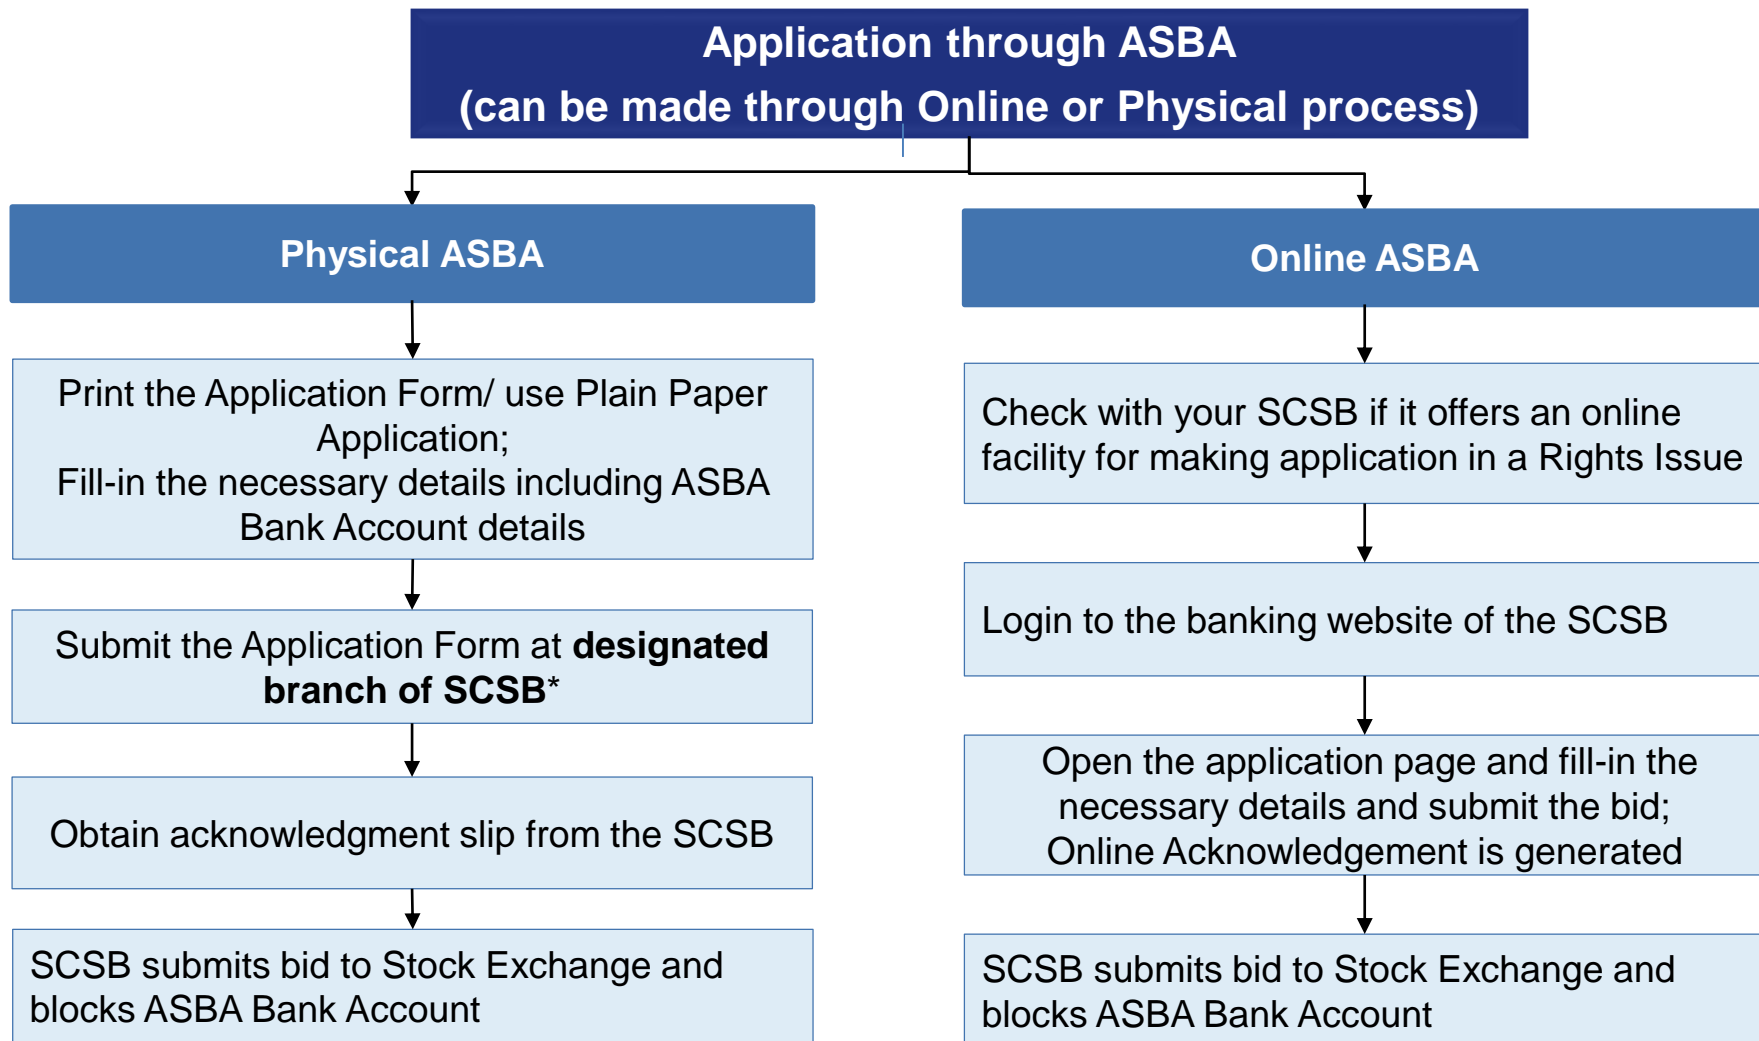 Application through ASBA
(can be made through Online or Physical process)
Physical ASBA
Print the Application Form/ use Plain Paper
Application;
Fill-in the necessary details including ASBA
Bank Account details
Submit the Application Form at designated
branch of SCSB*
Obtain acknowledgment slip from the SCSB
SCSB submits bid to Stock Exchange and
blocks ASBA Bank Account
Online ASBA
Check with your SCSB if it offers an online
facility for making application in a Rights Issue
Login to the banking website of the SCSB
Open the application page and fill-in the
necessary details and submit the bid;
Online Acknowledgement is generated
SCSB submits bid to Stock Exchange and
blocks ASBA Bank Account